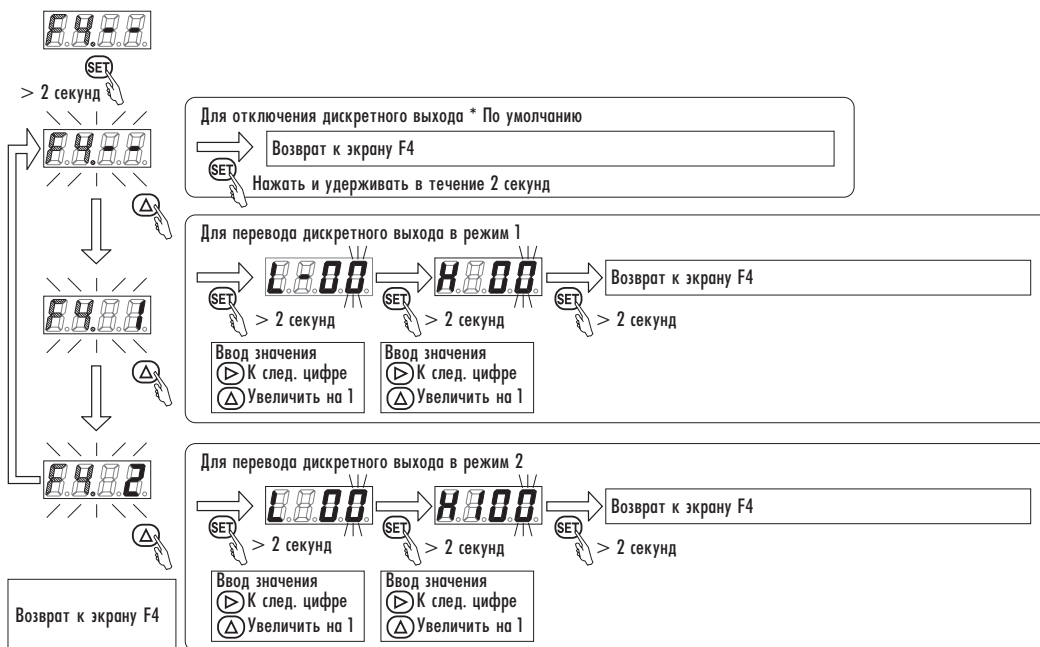 F4.--
SET
> 2 секунд
F4.--
Для отключения дискретного выхода * По умолчанию
Возврат к экрану F4
SET
Нажать и удерживать в течение 2 секунд
Для перевода дискретного выхода в режим 1
L-00
H 00
Возврат к экрану F4
SET
SET
SET
> 2 секунд
> 2 секунд
> 2 секунд
F4. 1
Ввод значения
К след. цифре
Увеличить на 1
Ввод значения
К след. цифре
Увеличить на 1
Для перевода дискретного выхода в режим 2
F4. 2
L 00
H100
Возврат к экрану F4
SET
SET
SET
> 2 секунд
> 2 секунд
> 2 секунд
Ввод значения
К след. цифре
Увеличить на 1
Ввод значения
К след. цифре
Увеличить на 1
Возврат к экрану F4